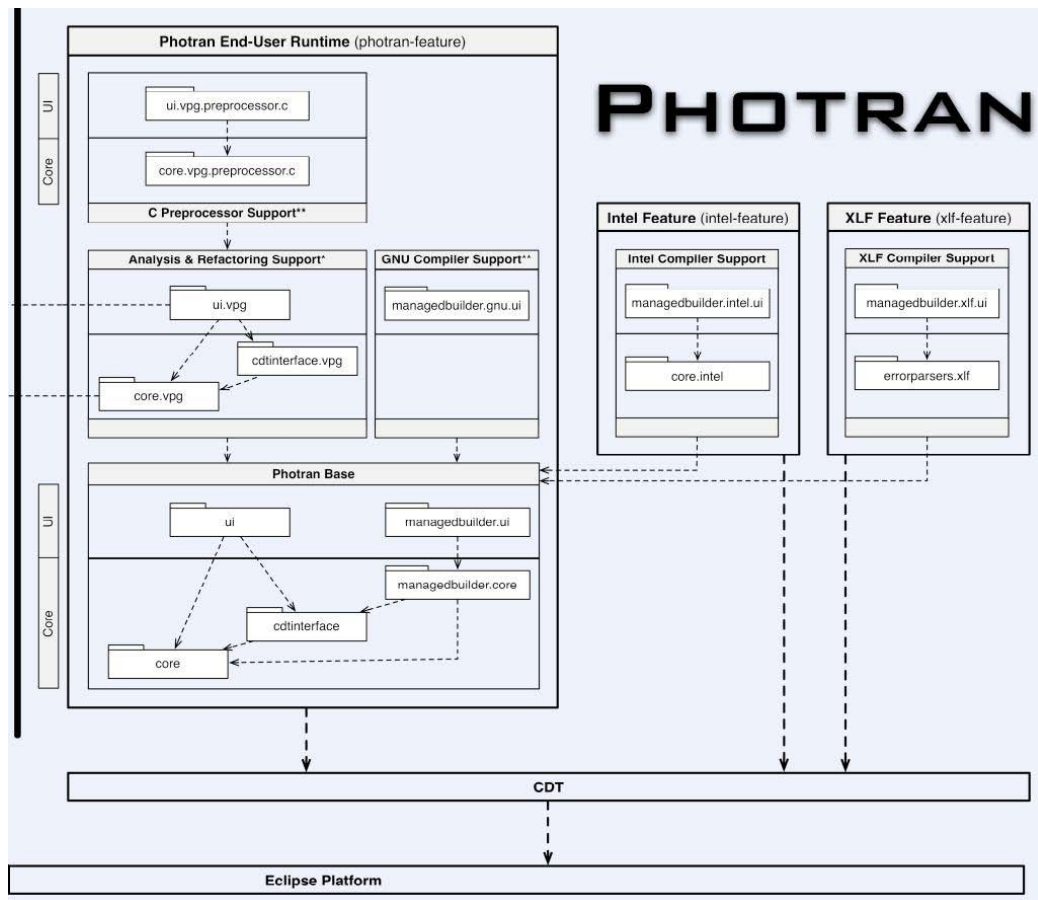 Photran End-User Runtime (photran-feature)
UI
ui.vpg.preprocessor.c
PHOTRAN
Core
core.vpg.preprocessor.c
C Preprocessor Support**
Intel Feature (intel-feature)
XLF Feature (xlf-feature)
Analysis & Refactoring Support*
GNU Compiler Support**
Intel Compiler Support
XLF Compiler Support
ui.vpg
managedbuilder.gnu.ui
managedbuilder.intel.ui
managedbuilder.xlf.ui
cdtinterface.vpg
core.vpg
core.intel
errorparsers.xlf
Photran Base
UI
ui
managedbuilder.ui
Core
managedbuilder.core
cdtinterface
core
CDT
Eclipse Platform